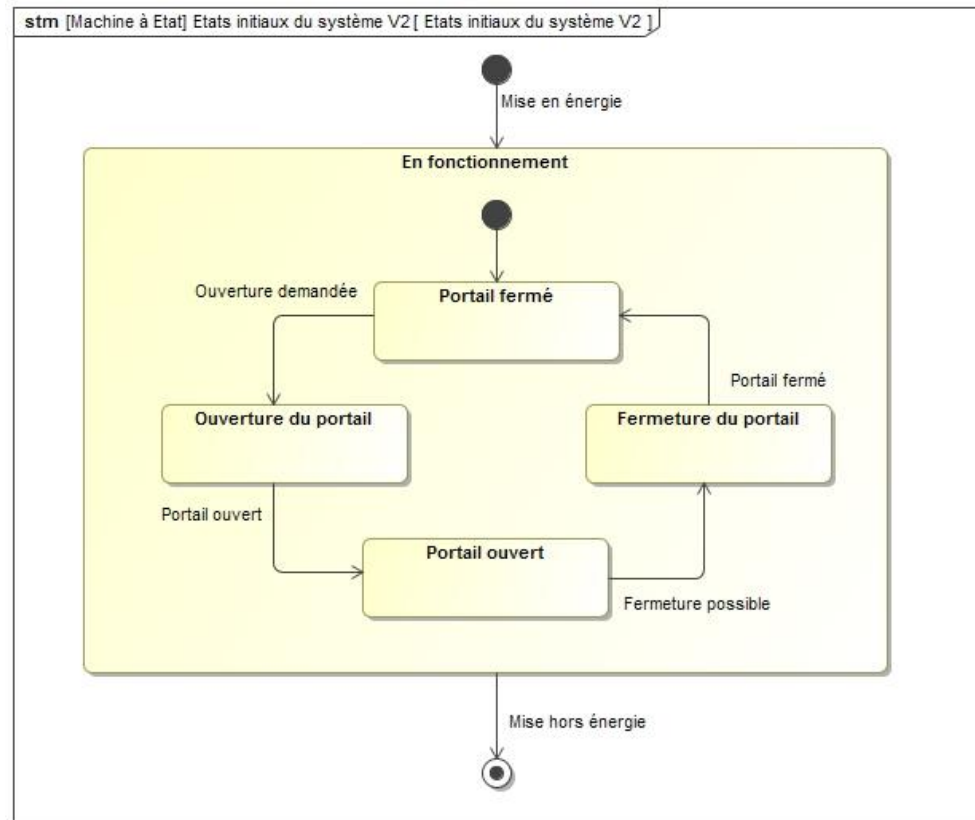 stm [Machine à Etat] Etats initiaux du système V2 [ Etats initiaux du système V2 ]
Mise en énergie
En fonctionnement
Ouverture demandée
Portail fermé
Portail fermé
Ouverture du portail
Fermeture du portail
Portail ouvert
Portail ouvert
Fermeture possible
Mise hors énergie